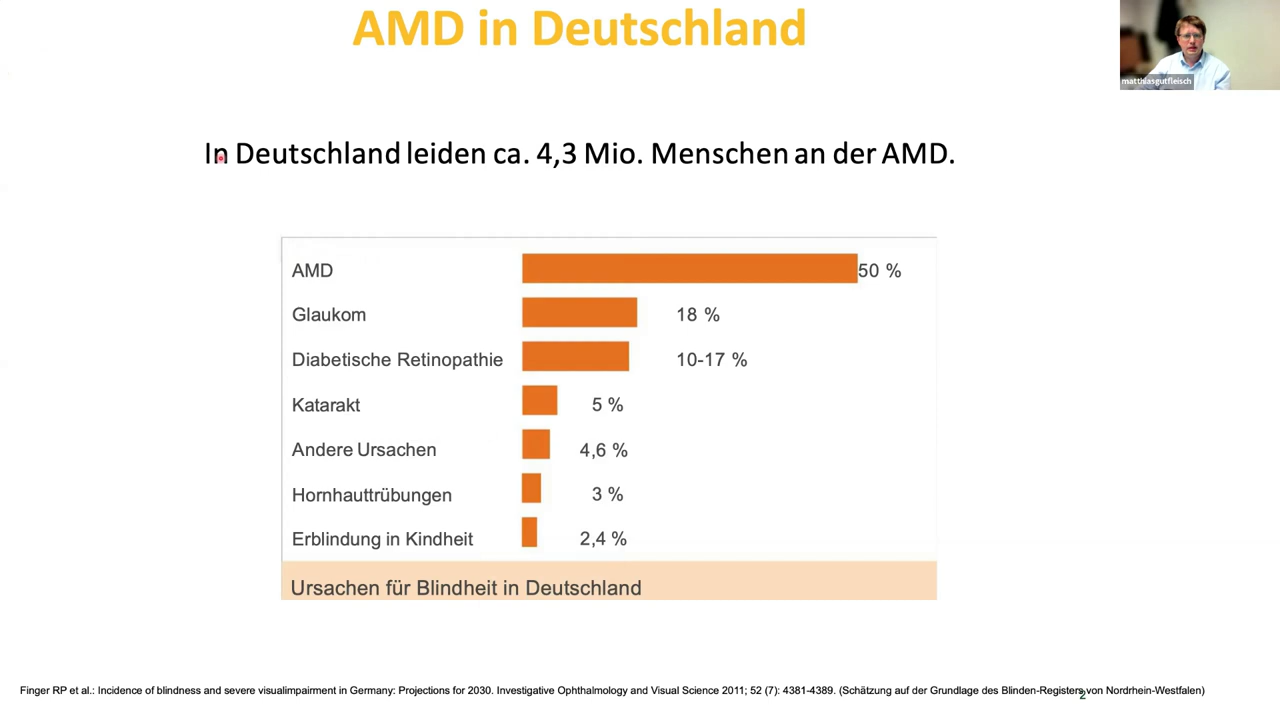 AMD in Deutschland
matthiasgutfleisch
In Deutschland leiden ca. 4,3 Mio. Menschen an der AMD.
AMD 50 %
Glaukom 18 %
Diabetische Retinopathie 10-17 %
Katarakt 5 %
Andere Ursachen 4,6 %
Hornhauttrübungen 3 %
Erblindung in Kindheit 2,4 %
Ursachen für Blindheit in Deutschland
Finger RP et al.: Incidence of blindness and severe visualimpairment in Germany: Projections for 2030. Investigative Ophthalmology and Visual Science 2011; 52 (7): 4381-4389. (Schätzung auf der Grundlage des Blinden-Registers von Nordrhein-Westfalen)
2